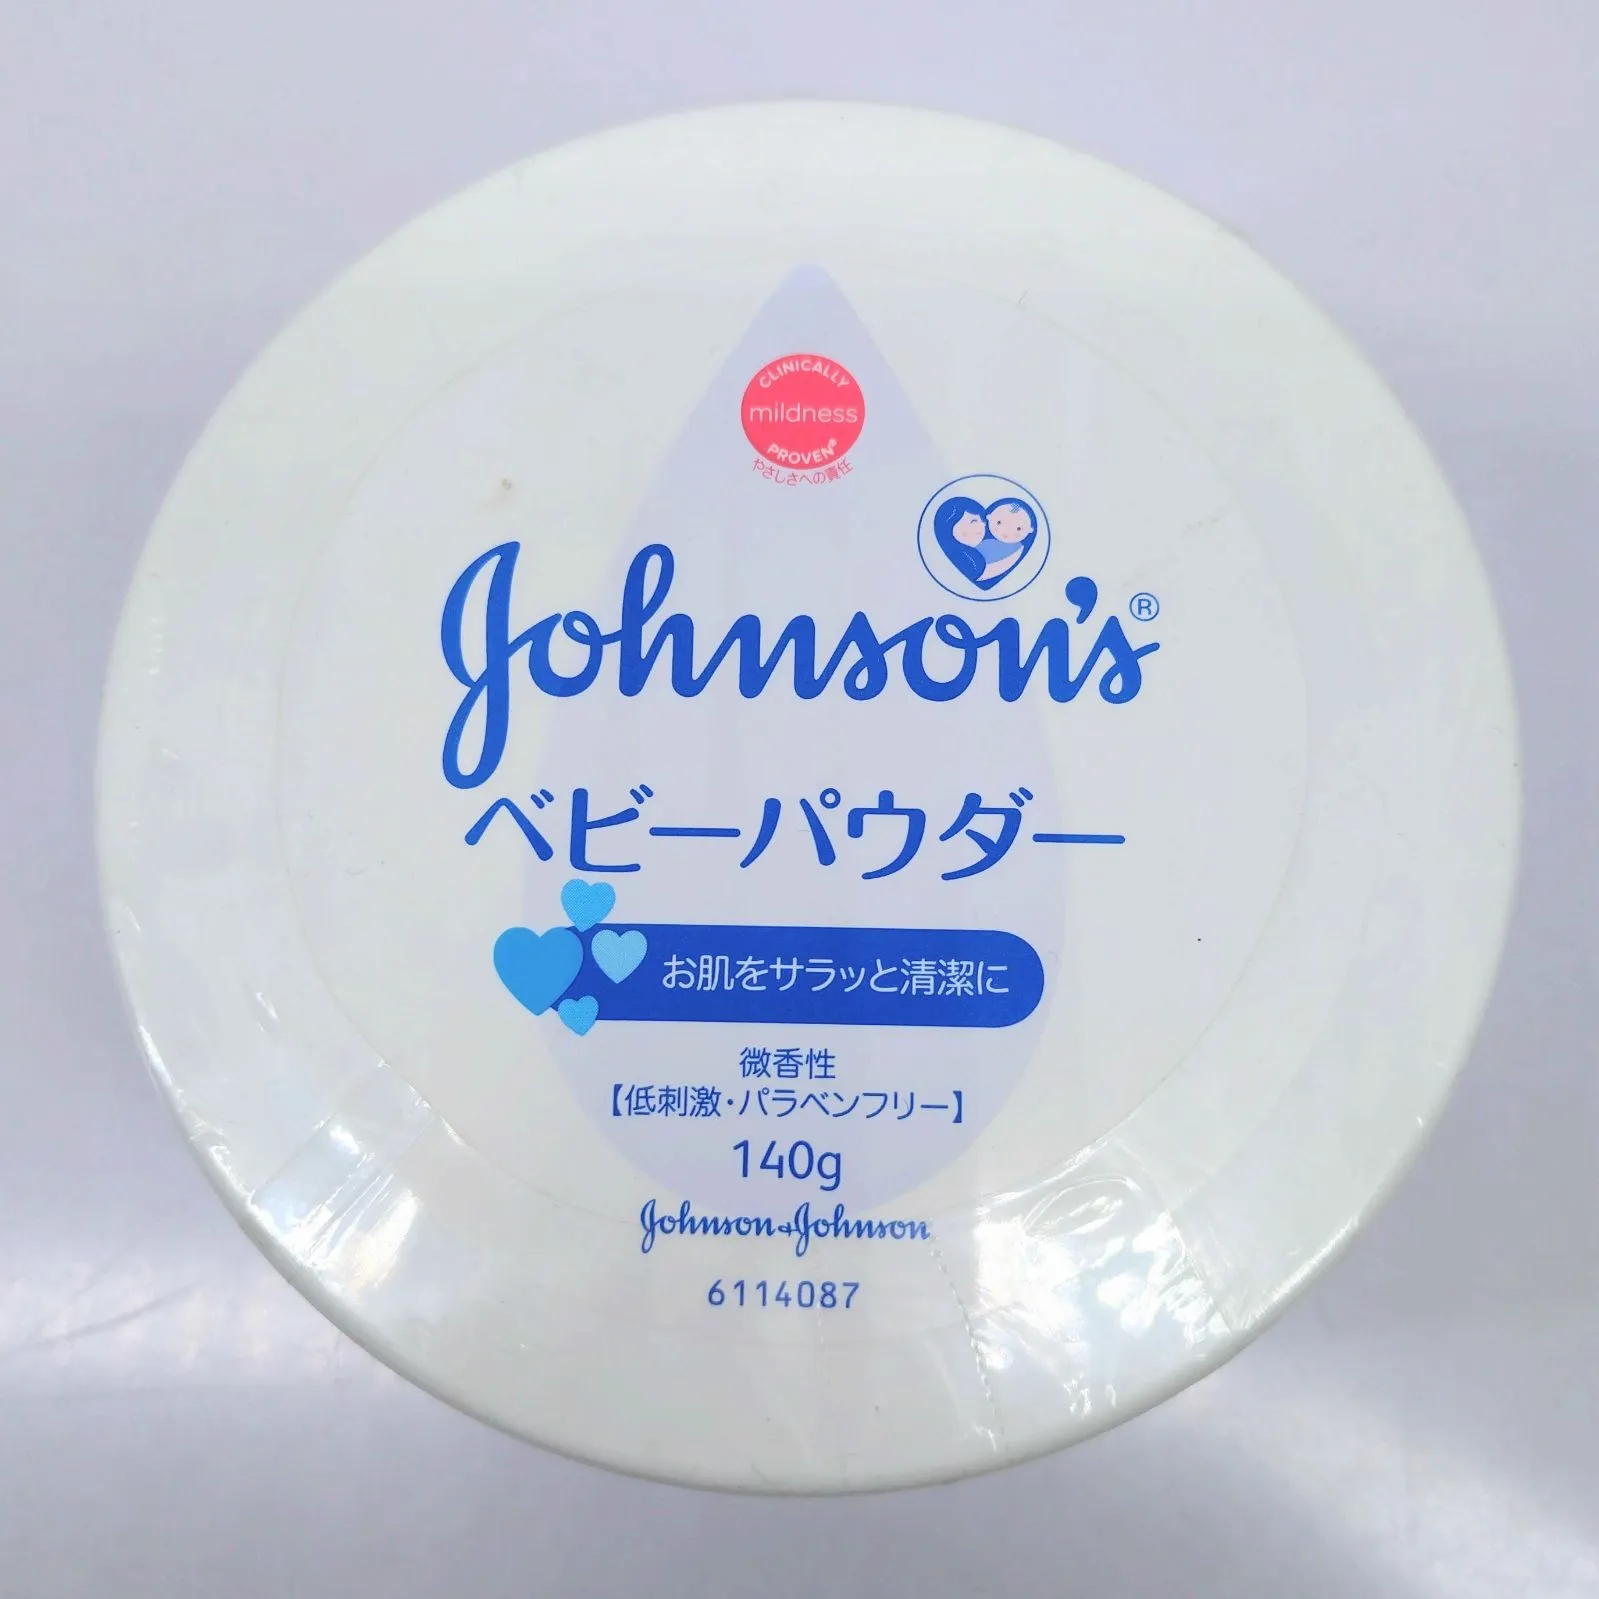 CLINICALLY
mildness
PROVEN®
やさしさへの責任
Johnson's®
ベビーパウダー
お肌をサラッと清潔に
微香性
【低刺激・パラベンフリー】
140g
Johnson&Johnson
6114087